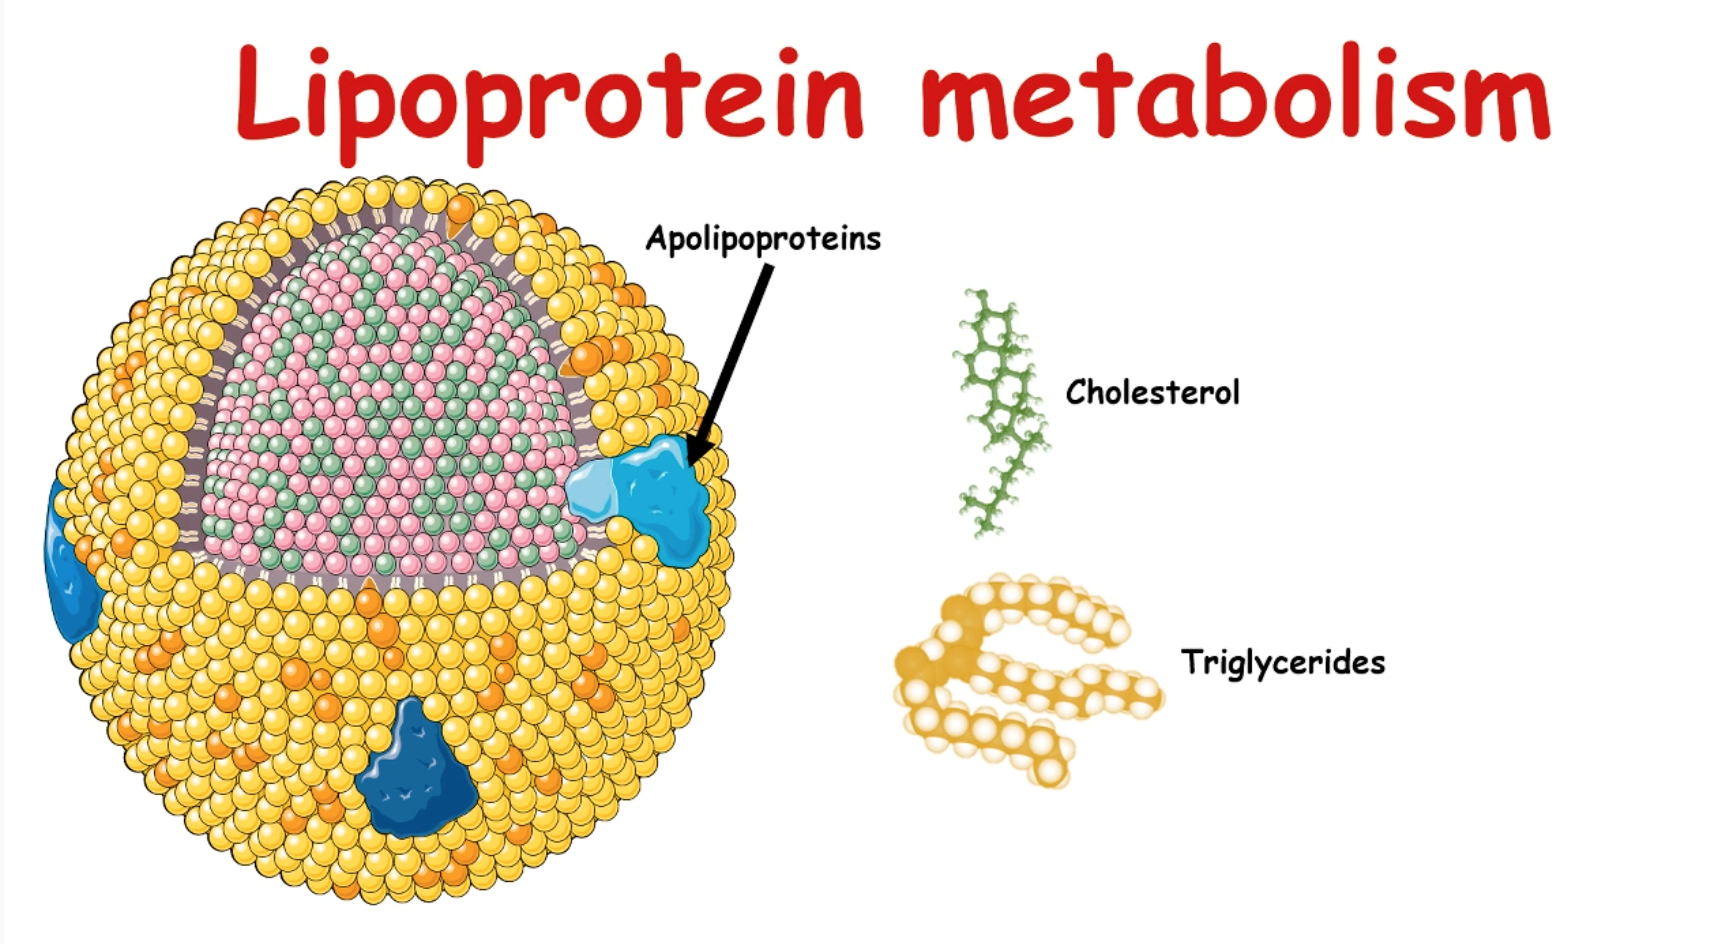 Lipoprotein metabolism
Apolipoproteins
Cholesterol
Triglycerides